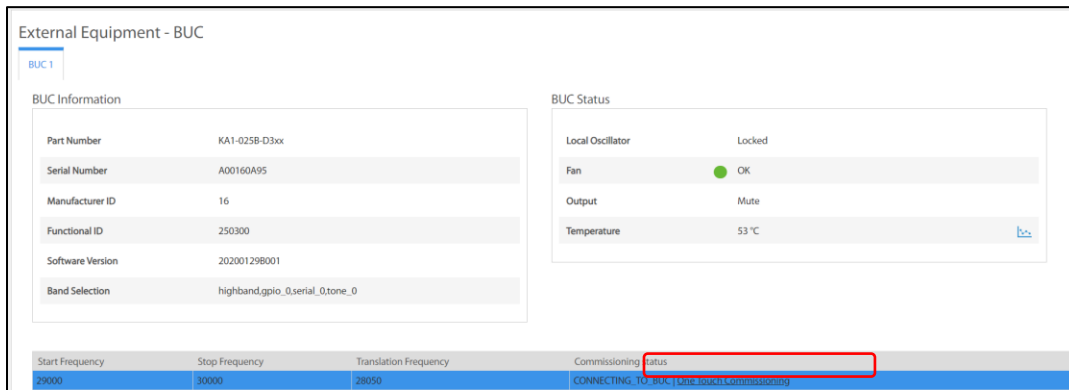 External Equipment - BUC
BUC 1
BUC Information
Part Number KA1-025B-D3xx
Serial Number A00160A95
Manufacturer ID 16
Functional ID 250300
Software Version 20200129B001
Band Selection highband,gpio_0,serial_0,tone_0
BUC Status
Local Oscillator Locked
Fan OK
Output Mute
Temperature 53 °C
Start Frequency Stop Frequency Translation Frequency Commissioning Status
29000 30000 28050 CONNECTING_TO_BUC | One Touch Commissioning